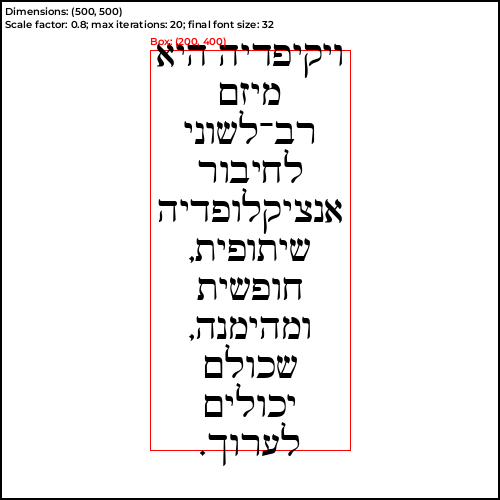 Dimensions: (500, 500)
Scale factor: 0.8; max iterations: 20; final font size: 32
Box: (200, 400)
ויקיפדיה היא
מיזם
רב־לשוני
לחיבור
אנציקלופדיה
שיתופית,
חופשית
ומהימנה,
שכולם
יכולים
לערוך.